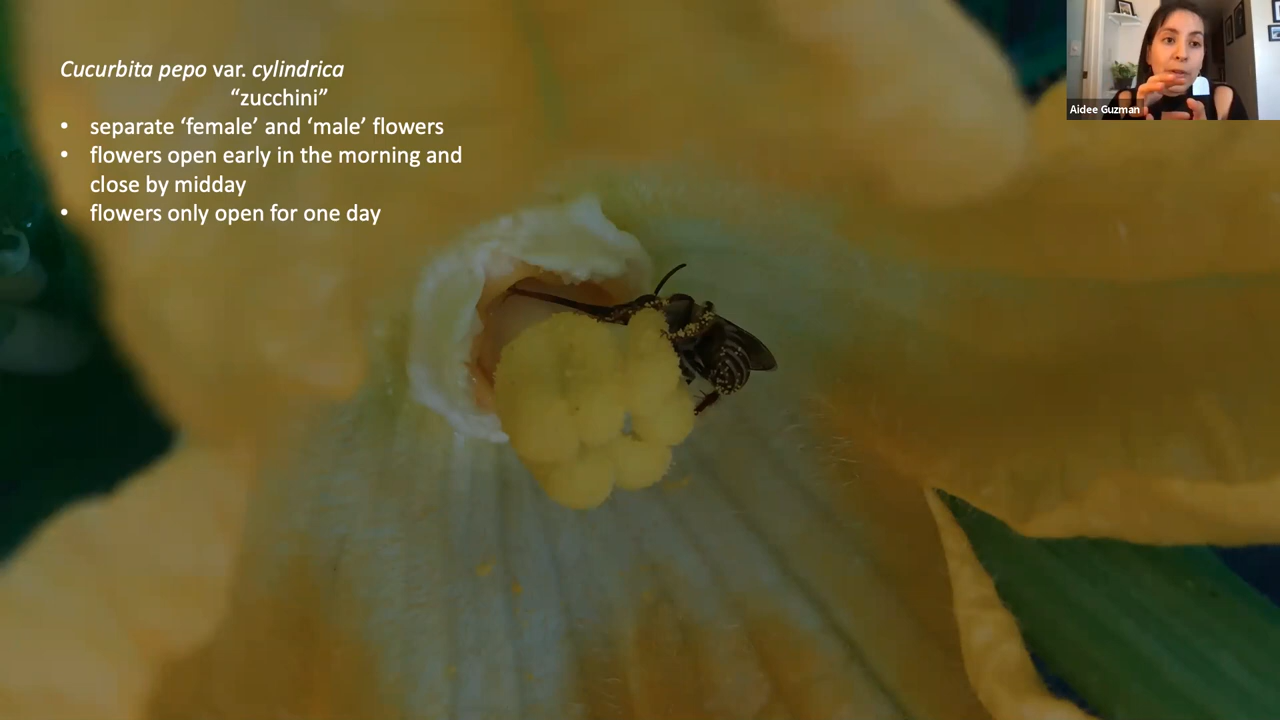 Cucurbita pepo var. cylindrica
“zucchini”
• separate ‘female’ and ‘male’ flowers
• flowers open early in the morning and
close by midday
• flowers only open for one day
Aidee Guzman